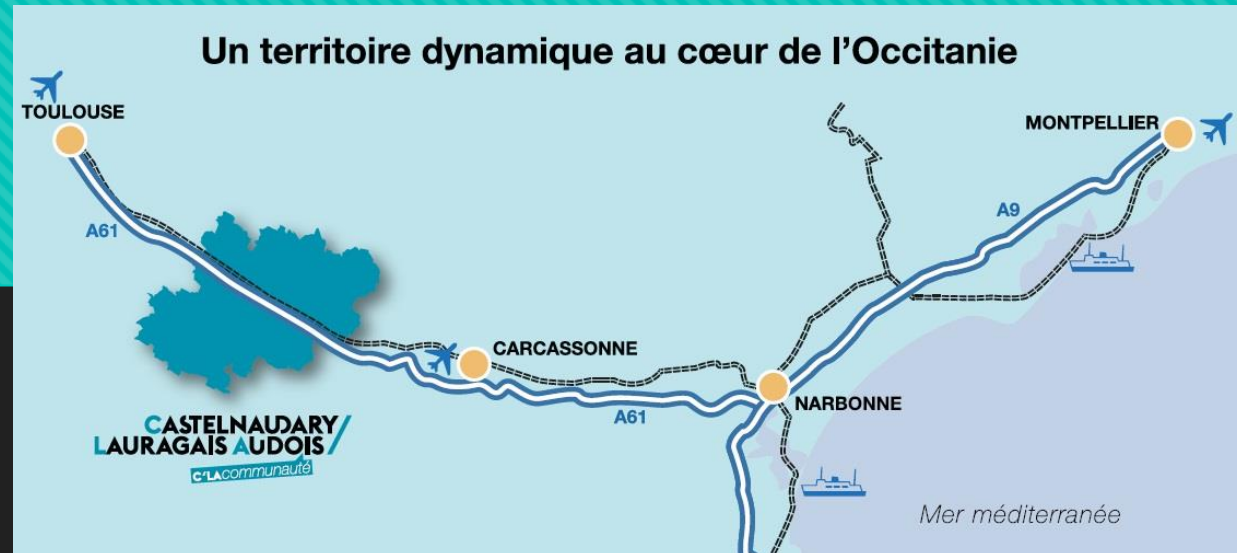 Un territoire dynamique au cœur de l'Occitanie
TOULOUSE
MONTPELLIER
A61
A9
CARCASSONNE
A61
NARBONNE
CASTELNAUDARY/
LAURAGAIS AUDOIS/
C'LAcommunauté
Mer méditerranée